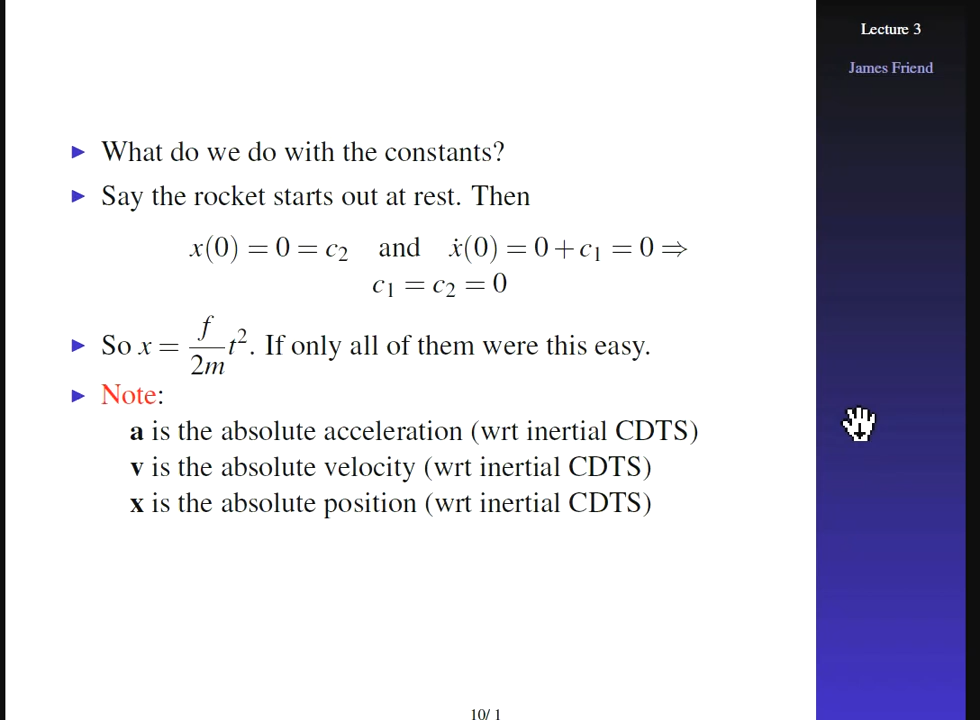 Lecture 3
James Friend
▶ What do we do with the constants?
▶ Say the rocket starts out at rest. Then
x(0) = 0 = c₂ and ẋ(0) = 0 + c₁ = 0 ⇒
c₁ = c₂ = 0
▶ So x = f/2m t². If only all of them were this easy.
▶ Note:
a is the absolute acceleration (wrt inertial CDTS)
v is the absolute velocity (wrt inertial CDTS)
x is the absolute position (wrt inertial CDTS)
10/ 1